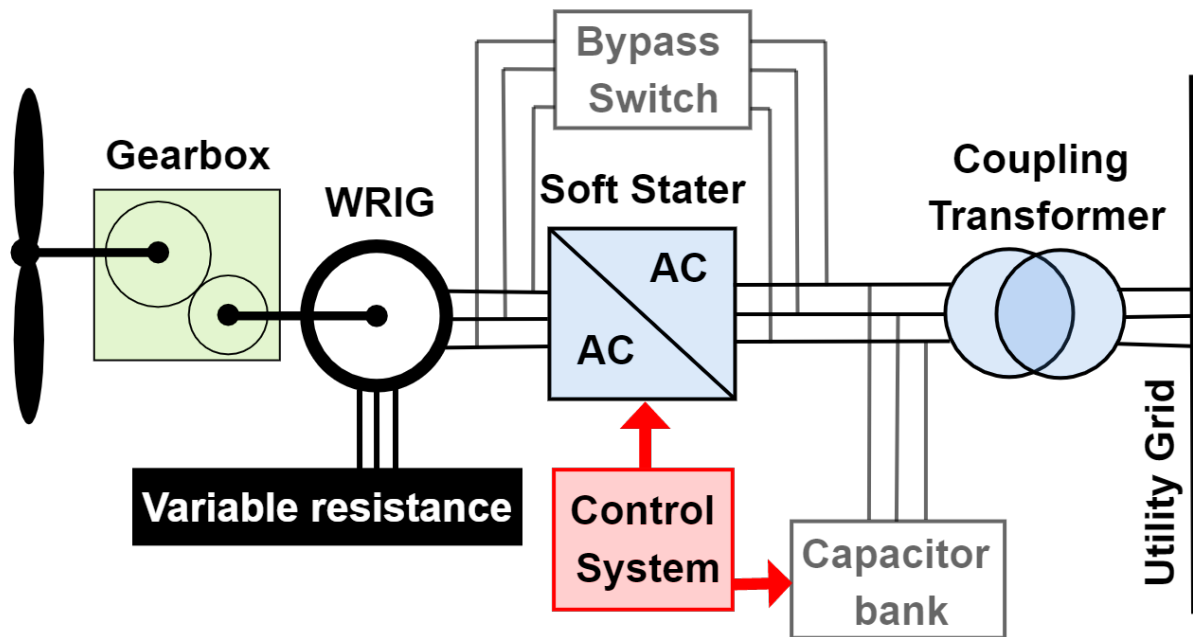 Bypass
Switch
Gearbox
WRIG
Soft Stater
Coupling
Transformer
AC
AC
Variable resistance
Control
System
Capacitor
bank
Utility Grid